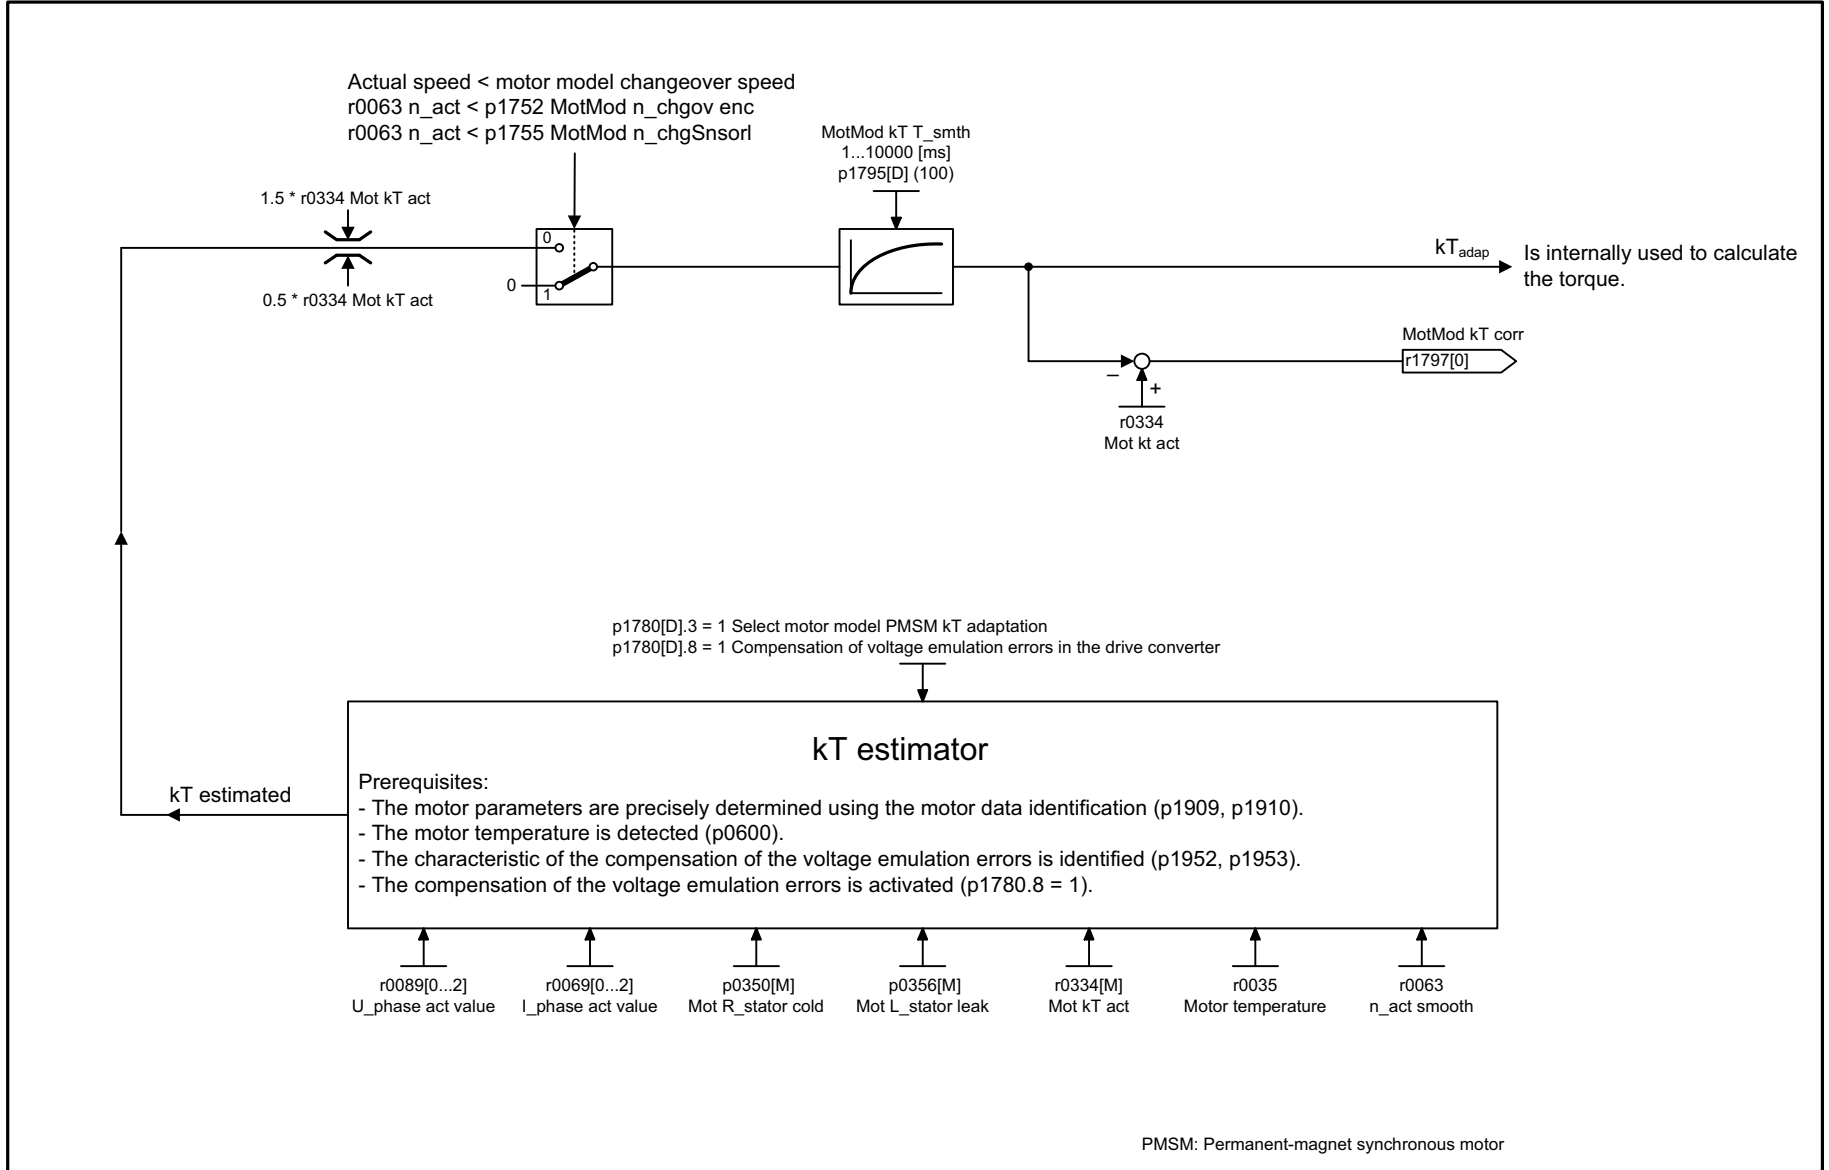 Actual speed < motor model changeover speed
r0063 n_act < p1752 MotMod n_chgov enc
r0063 n_act < p1755 MotMod n_chgSnsorl
MotMod kT T_smth
1...10000 [ms]
p1795[D] (100)
1.5 * r0334 Mot kT act
0
0
1
0.5 * r0334 Mot kT act
kTadap
Is internally used to calculate
the torque.
MotMod kT corr
r1797[0]
–
+
r0334
Mot kt act
p1780[D].3 = 1 Select motor model PMSM kT adaptation
p1780[D].8 = 1 Compensation of voltage emulation errors in the drive converter
kT estimator
kT estimated
Prerequisites:
- The motor parameters are precisely determined using the motor data identification (p1909, p1910).
- The motor temperature is detected (p0600).
- The characteristic of the compensation of the voltage emulation errors is identified (p1952, p1953).
- The compensation of the voltage emulation errors is activated (p1780.8 = 1).
r0089[0...2]
U_phase act value
r0069[0...2]
I_phase act value
p0350[M]
Mot R_stator cold
p0356[M]
Mot L_stator leak
r0334[M]
Mot kT act
r0035
Motor temperature
r0063
n_act smooth
PMSM: Permanent-magnet synchronous motor